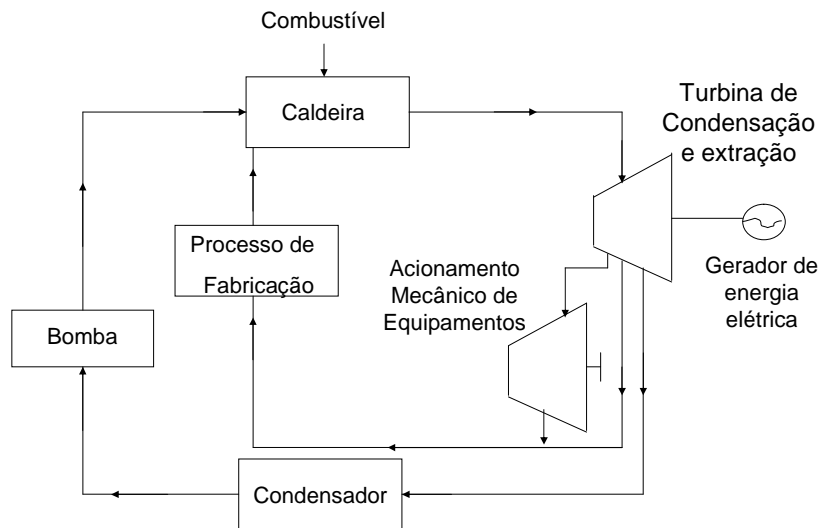 Combustível
Caldeira
Turbina de
Condensação
e extração
Processo de
Fabricação
Acionamento
Mecânico de
Equipamentos
Gerador de
energia
elétrica
Bomba
Condensador